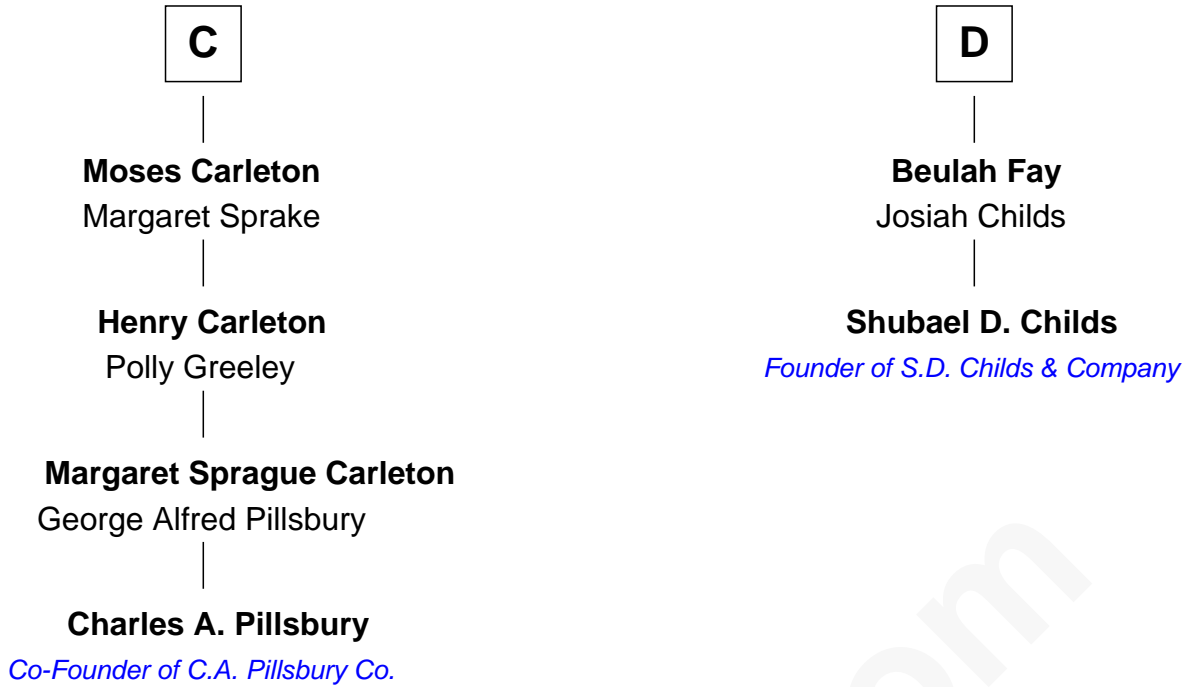 C
Moses Carleton
Margaret Sprake
Henry Carleton
Polly Greeley
Margaret Sprague Carleton
George Alfred Pillsbury
Charles A. Pillsbury
Co-Founder of C.A. Pillsbury Co.
D
Beulah Fay
Josiah Childs
Shubael D. Childs
Founder of S.D. Childs & Company
om